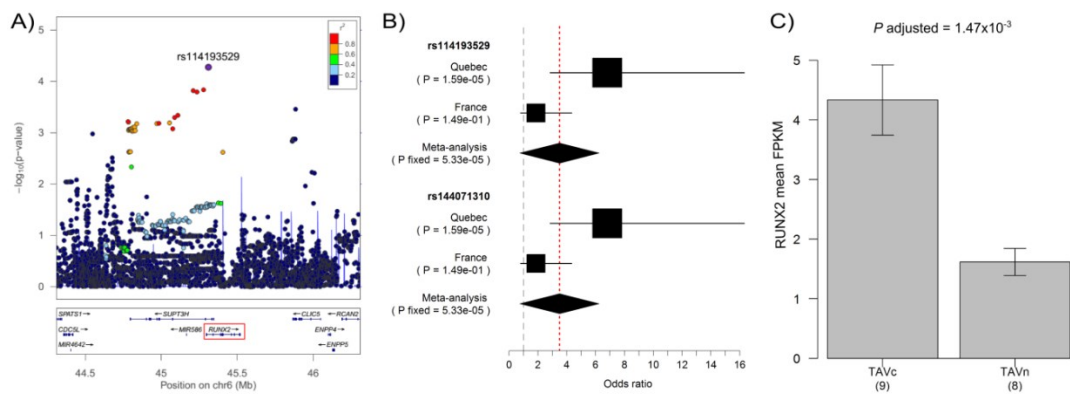 A)
5
4
3
2
1
0
−log10(p-value)
rs114193529
r2
0.8
0.6
0.4
0.2
SPATS1→
←SUPT3H
←CLIC5
←RCAN2
CDC5L→
←MIR586
RUNX2→
ENPP4→
MIR4642→
←ENPP5
44.5
45
45.5
46
Position on chr6 (Mb)
B)
rs114193529
Quebec
( P = 1.59e-05)
France
( P = 1.49e-01)
Meta-analysis
( P fixed = 5.33e-05)
rs144071310
Quebec
( P = 1.59e-05)
France
( P = 1.49e-01)
Meta-analysis
( P fixed = 5.33e-05)
0 2 4 6 8 10 12 14 16
Odds ratio
C)
P adjusted = 1.47x10⁻³
5
4
3
2
1
0
RUNX2 mean FPKM
TAVc
(9)
TAVn
(8)